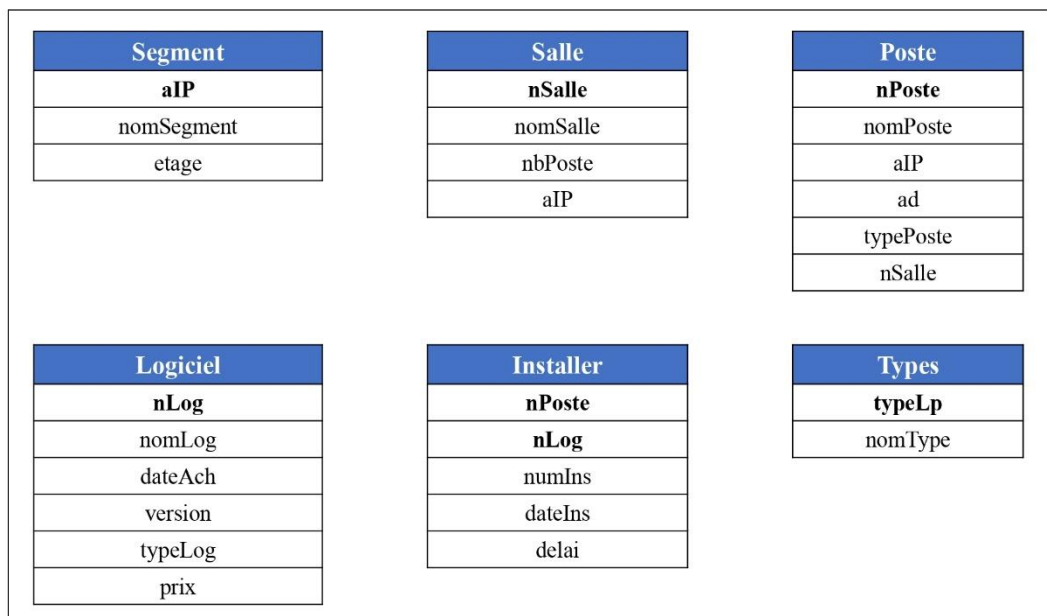 Segment
aIP
nomSegment
etage
Salle
nSalle
nomSalle
nbPoste
aIP
Poste
nPoste
nomPoste
aIP
ad
typePoste
nSalle
Logiciel
nLog
nomLog
dateAch
version
typeLog
prix
Installer
nPoste
nLog
numIns
dateIns
delai
Types
typeLp
nomType